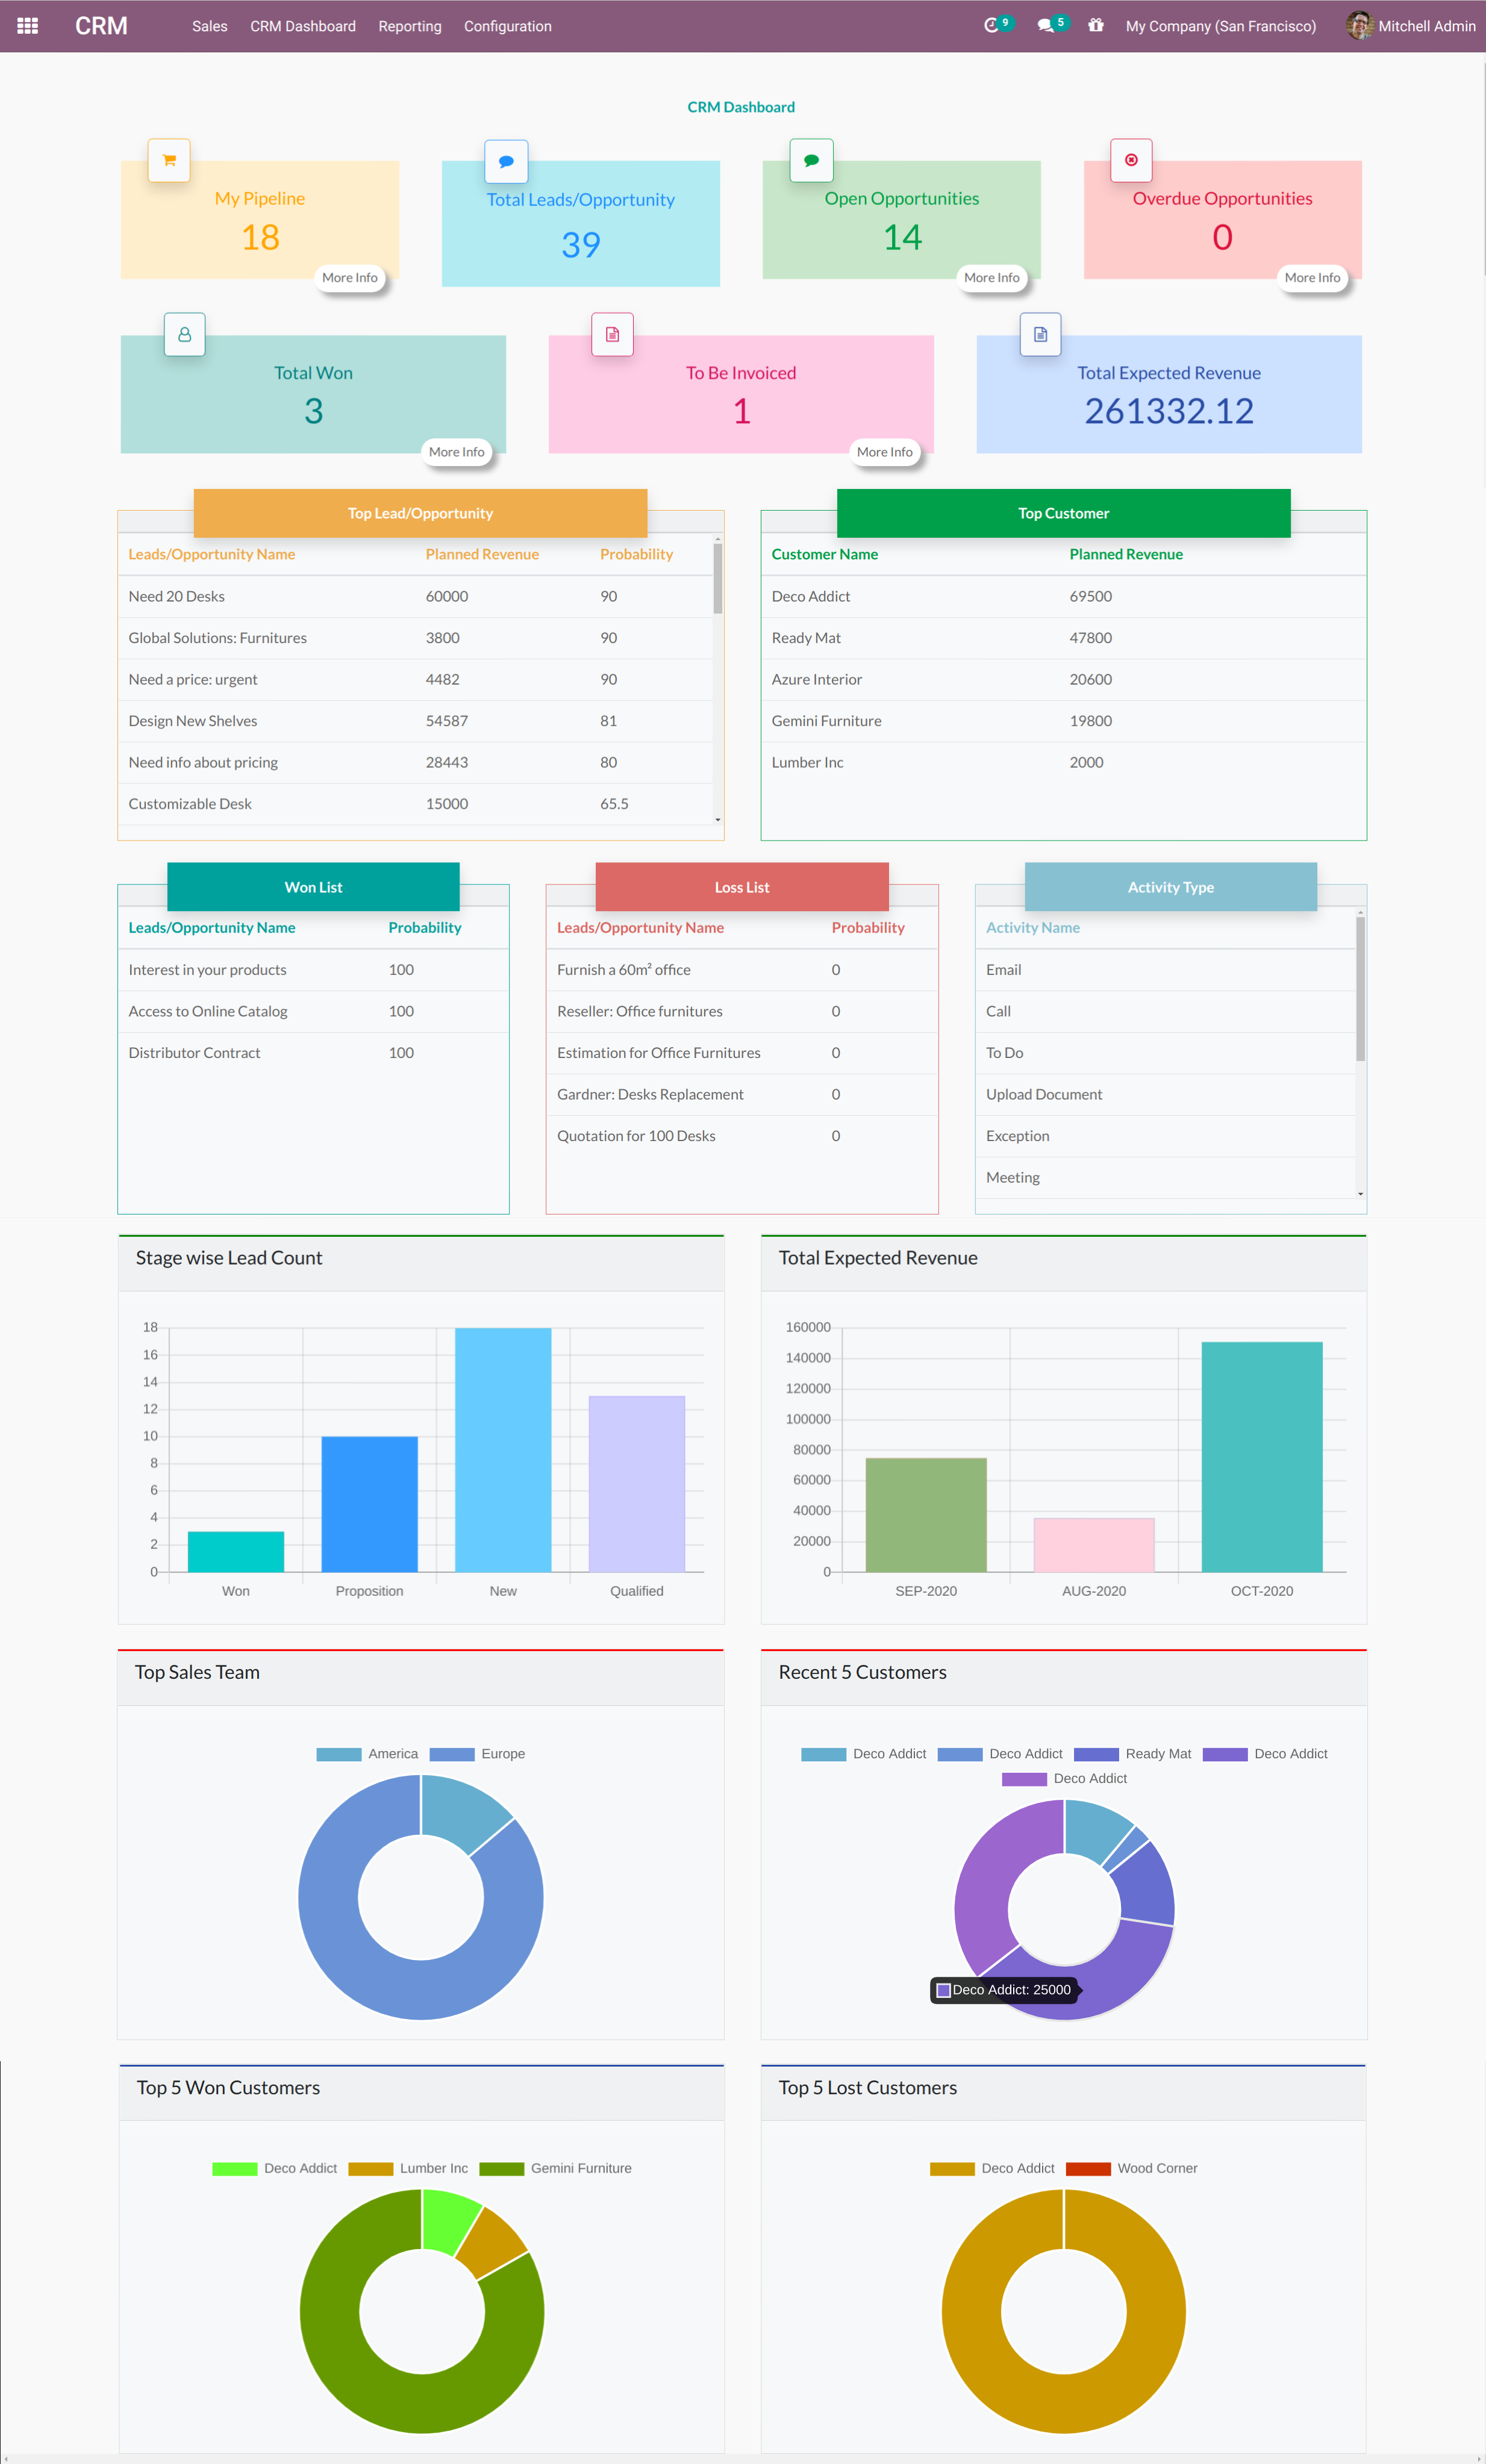 CRM Sales CRM Dashboard Reporting Configuration 9 5 My Company (San Francisco) Mitchell Admin
CRM Dashboard
My Pipeline
18
More Info
Total Leads/Opportunity
39
Open Opportunities
14
More Info
Overdue Opportunities
0
More Info
Total Won
3
More Info
To Be Invoiced
1
More Info
Total Expected Revenue
261332.12
Top Lead/Opportunity
Leads/Opportunity Name Planned Revenue Probability
Need 20 Desks 60000 90
Global Solutions: Furnitures 3800 90
Need a price: urgent 4482 90
Design New Shelves 54587 81
Need info about pricing 28443 80
Customizable Desk 15000 65.5
Top Customer
Customer Name Planned Revenue
Deco Addict 69500
Ready Mat 47800
Azure Interior 20600
Gemini Furniture 19800
Lumber Inc 2000
Won List
Leads/Opportunity Name Probability
Interest in your products 100
Access to Online Catalog 100
Distributor Contract 100
Loss List
Leads/Opportunity Name Probability
Furnish a 60m² office 0
Reseller: Office furnitures 0
Estimation for Office Furnitures 0
Gardner: Desks Replacement 0
Quotation for 100 Desks 0
Activity Type
Activity Name
Email
Call
To Do
Upload Document
Exception
Meeting
Stage wise Lead Count
18
16
14
12
10
8
6
4
2
0
Won Proposition New Qualified
Total Expected Revenue
160000
140000
120000
100000
80000
60000
40000
20000
0
SEP-2020 AUG-2020 OCT-2020
Top Sales Team
America Europe
Recent 5 Customers
Deco Addict Deco Addict Ready Mat Deco Addict
Deco Addict
Deco Addict: 25000
Top 5 Won Customers
Deco Addict Lumber Inc Gemini Furniture
Top 5 Lost Customers
Deco Addict Wood Corner